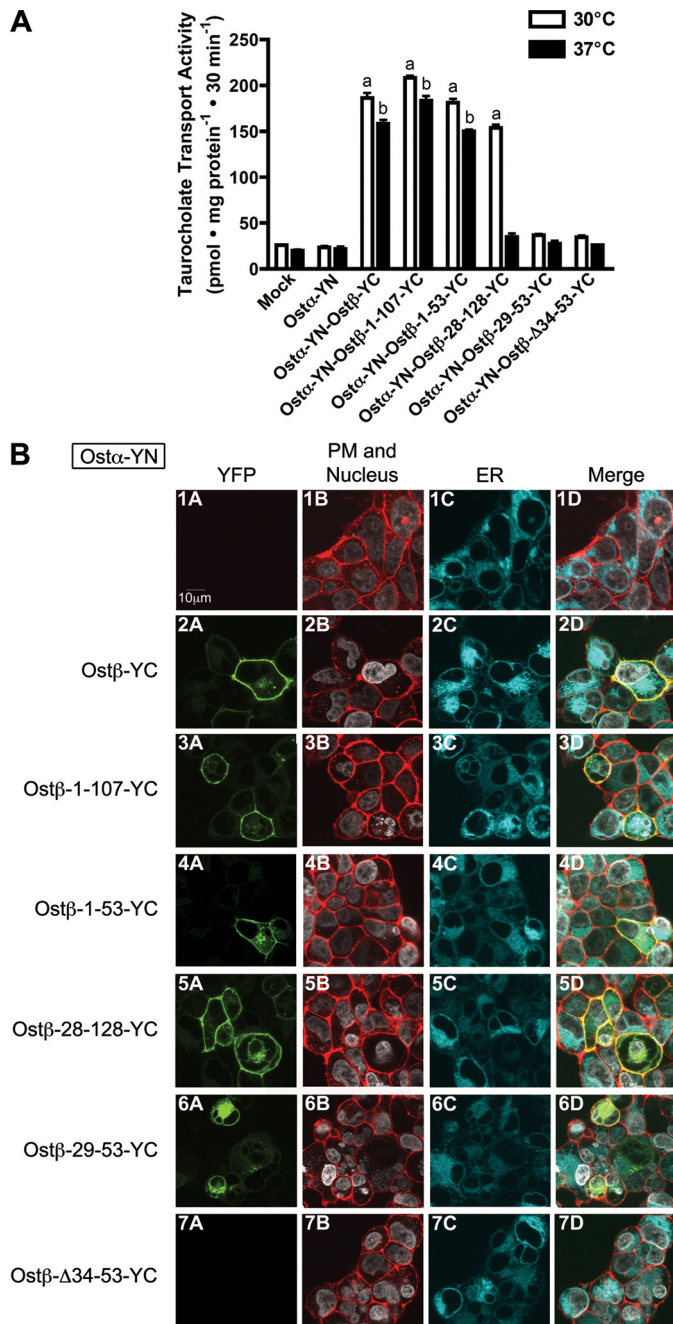 A
30°C
37°C
Taurocholate Transport Activity
(pmol • mg protein⁻¹ • 30 min⁻¹)
250
200
150
100
50
0
a
b
a
b
a
b
a
Mock
Ostα-YN
Ostα-YN-Ostβ-YC
Ostα-YN-Ostβ-1-107-YC
Ostα-YN-Ostβ-1-53-YC
Ostα-YN-Ostβ-28-128-YC
Ostα-YN-Ostβ-29-53-YC
Ostα-YN-Ostβ-Δ34-53-YC
B
Ostα-YN
YFP
PM and
Nucleus
ER
Merge
1A
1B
1C
1D
10μm
Ostβ-YC
2A
2B
2C
2D
Ostβ-1-107-YC
3A
3B
3C
3D
Ostβ-1-53-YC
4A
4B
4C
4D
Ostβ-28-128-YC
5A
5B
5C
5D
Ostβ-29-53-YC
6A
6B
6C
6D
Ostβ-Δ34-53-YC
7A
7B
7C
7D